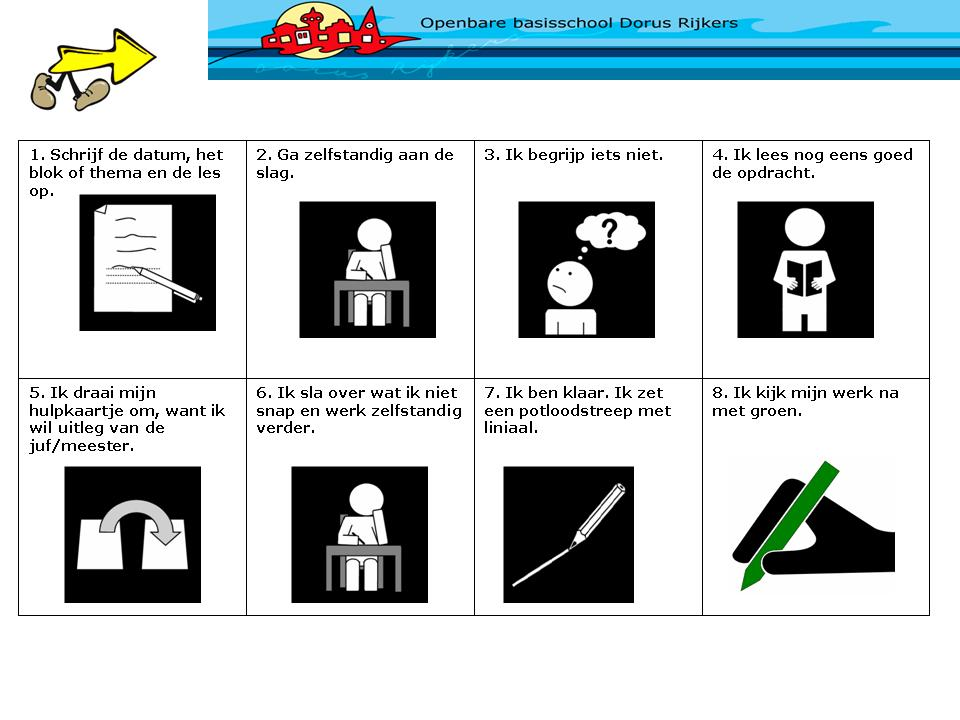 Openbare basisschool Dorus Rijkers
1. Schrijf de datum, het
blok of thema en de les
op.
2. Ga zelfstandig aan de
slag.
3. Ik begrijp iets niet.
4. Ik lees nog eens goed
de opdracht.
?
5. Ik draai mijn
hulpkaartje om, want ik
wil uitleg van de
juf/meester.
6. Ik sla over wat ik niet
snap en werk zelfstandig
verder.
7. Ik ben klaar. Ik zet
een potloodstreep met
liniaal.
8. Ik kijk mijn werk na
met groen.